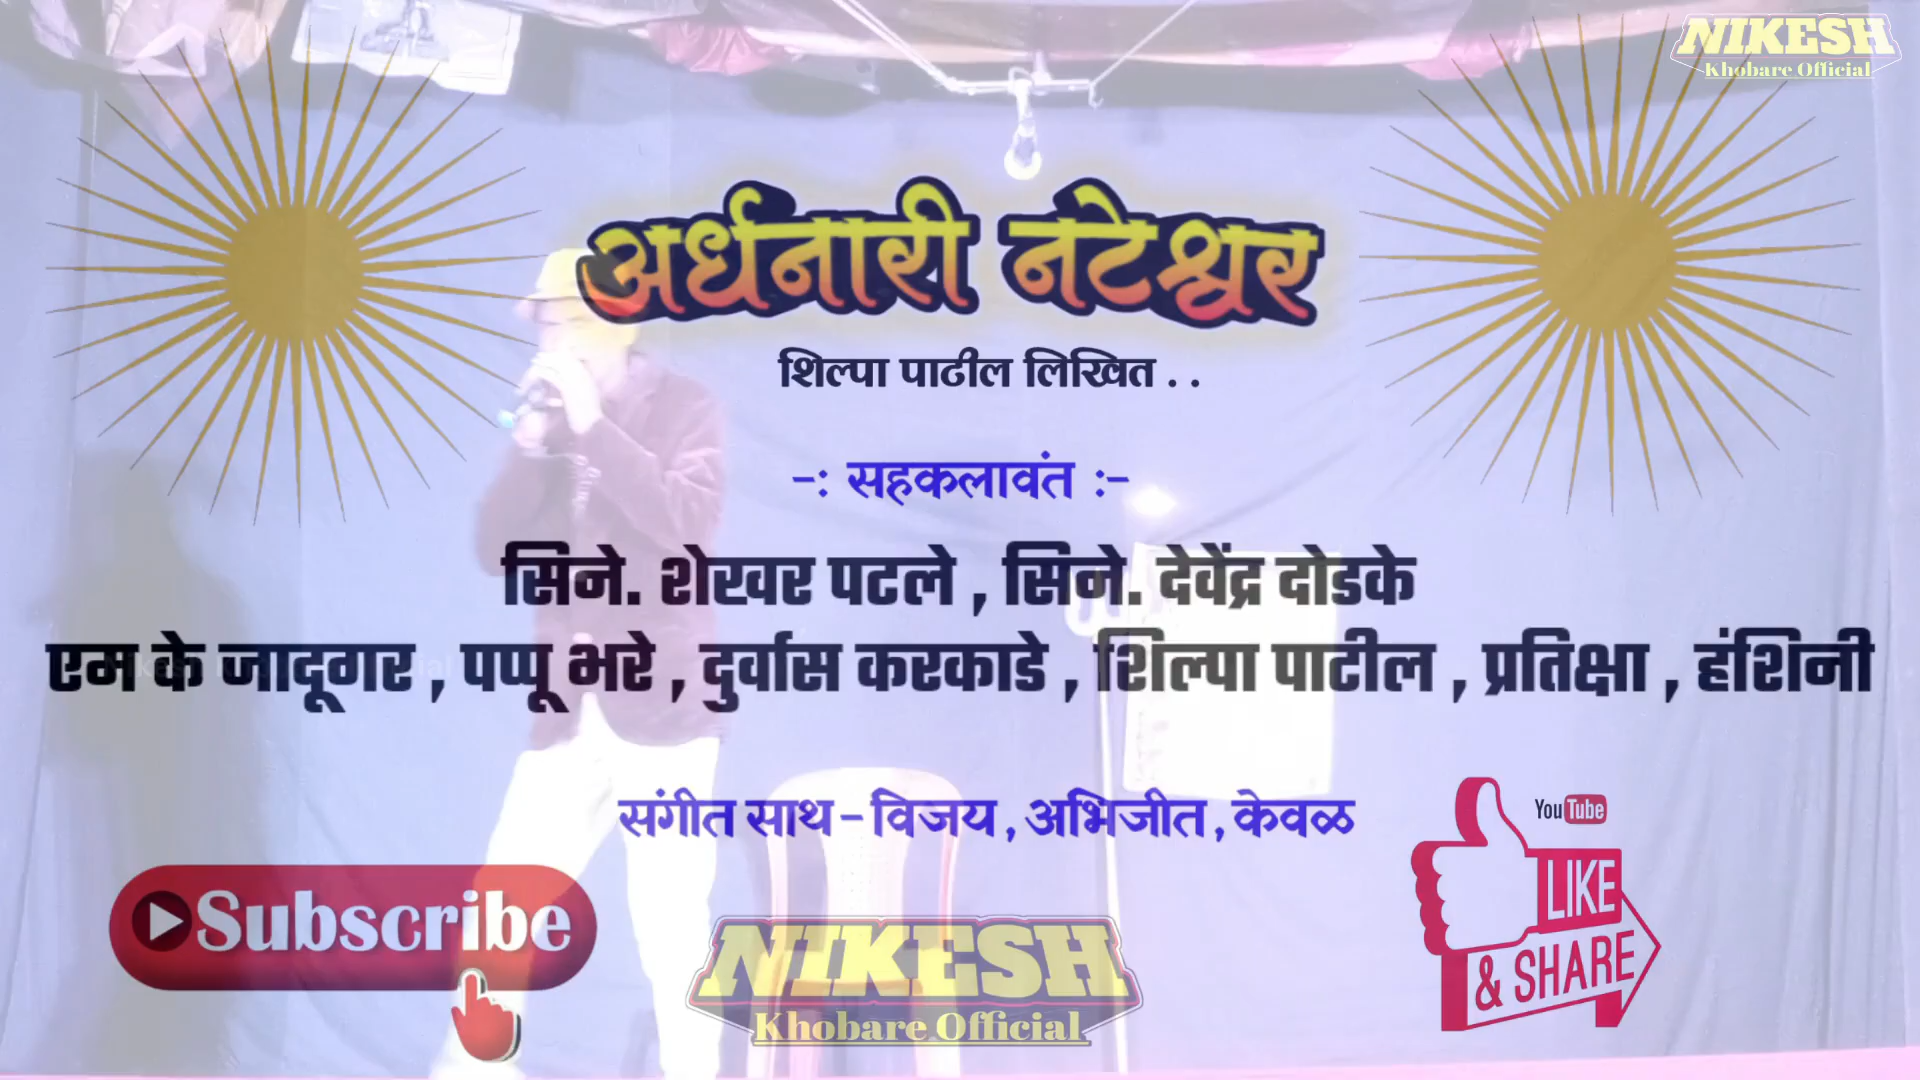 NIKESH
Khobare Official
अर्धनारी नटेश्वर
शिल्पा पाटील लिखित . .
-: सहकलावंत :-
सिने. शेखर पटले , सिने. देवेंद्र दोडके
एम के जादूगर , पप्पू भरे , दुर्वास करकाडे , शिल्पा पाटील , प्रतिक्षा , हंशिनी
संगीत साथ - विजय , अभिजीत , केवळ
YouTube
LIKE
& SHARE
Subscribe
NIKESH
Khobare Official